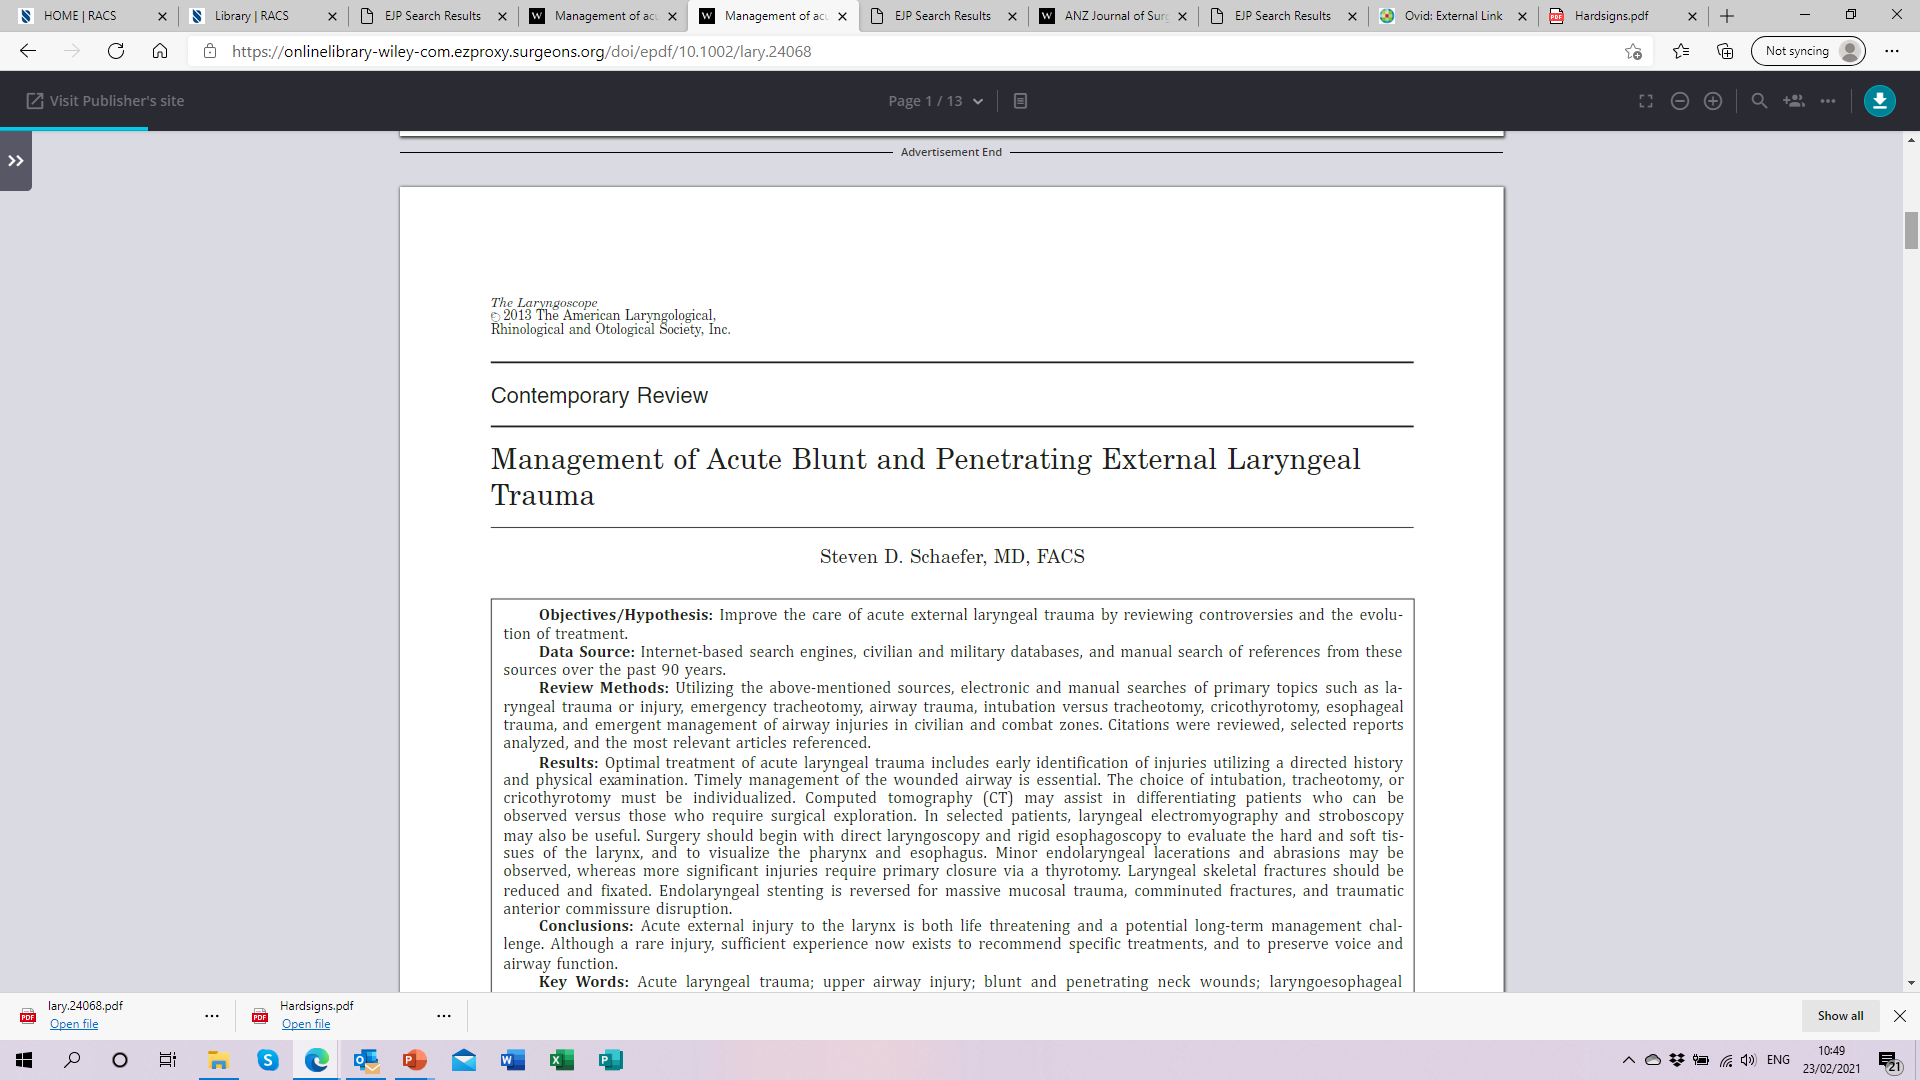 HOME | RACS
Library | RACS
EJP Search Results
Management of acu
Management of acu
EJP Search Results
ANZ Journal of Surg
EJP Search Results
Ovid: External Link
Hardsigns.pdf
https://onlinelibrary-wiley-com.ezproxy.surgeons.org/doi/epdf/10.1002/lary.24068
Not syncing
Visit Publisher's site
Page 1 / 13
Advertisement End
The Laryngoscope
© 2013 The American Laryngological,
Rhinological and Otological Society, Inc.
Contemporary Review
Management of Acute Blunt and Penetrating External Laryngeal
Trauma
Steven D. Schaefer, MD, FACS
Objectives/Hypothesis: Improve the care of acute external laryngeal trauma by reviewing controversies and the evolu-
tion of treatment.
Data Source: Internet-based search engines, civilian and military databases, and manual search of references from these
sources over the past 90 years.
Review Methods: Utilizing the above-mentioned sources, electronic and manual searches of primary topics such as la-
ryngeal trauma or injury, emergency tracheotomy, airway trauma, intubation versus tracheotomy, cricothyrotomy, esophageal
trauma, and emergent management of airway injuries in civilian and combat zones. Citations were reviewed, selected reports
analyzed, and the most relevant articles referenced.
Results: Optimal treatment of acute laryngeal trauma includes early identification of injuries utilizing a directed history
and physical examination. Timely management of the wounded airway is essential. The choice of intubation, tracheotomy, or
cricothyrotomy must be individualized. Computed tomography (CT) may assist in differentiating patients who can be
observed versus those who require surgical exploration. In selected patients, laryngeal electromyography and stroboscopy
may also be useful. Surgery should begin with direct laryngoscopy and rigid esophagoscopy to evaluate the hard and soft tis-
sues of the larynx, and to visualize the pharynx and esophagus. Minor endolaryngeal lacerations and abrasions may be
observed, whereas more significant injuries require primary closure via a thyrotomy. Laryngeal skeletal fractures should be
reduced and fixated. Endolaryngeal stenting is reversed for massive mucosal trauma, comminuted fractures, and traumatic
anterior commissure disruption.
Conclusions: Acute external injury to the larynx is both life threatening and a potential long-term management chal-
lenge. Although a rare injury, sufficient experience now exists to recommend specific treatments, and to preserve voice and
airway function.
Key Words: Acute laryngeal trauma; upper airway injury; blunt and penetrating neck wounds; laryngoesophageal
lary.24068.pdf
Open file
Hardsigns.pdf
Open file
Show all
ENG
10:49
23/02/2021
21